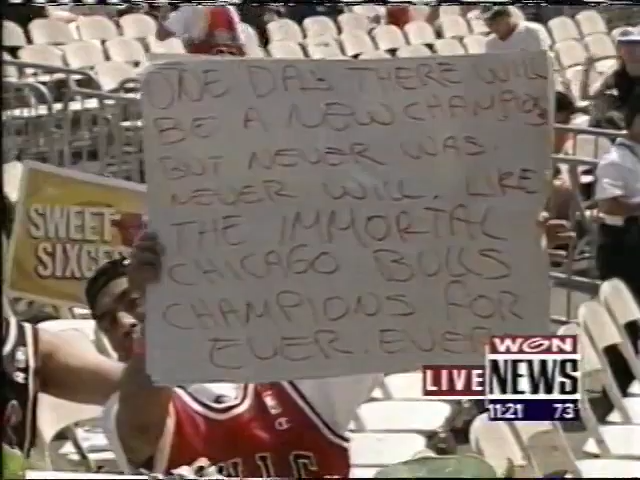 ONE DAY THERE WILL
BE A NEW CHAMPION
BUT NEVER WAS.
NEVER WILL. LIKE
THE IMMORTAL
CHICAGO BULLS
CHAMPIONS FOR
EVER. EVER
SWEET
WGN
LIVE NEWS
11:21 73